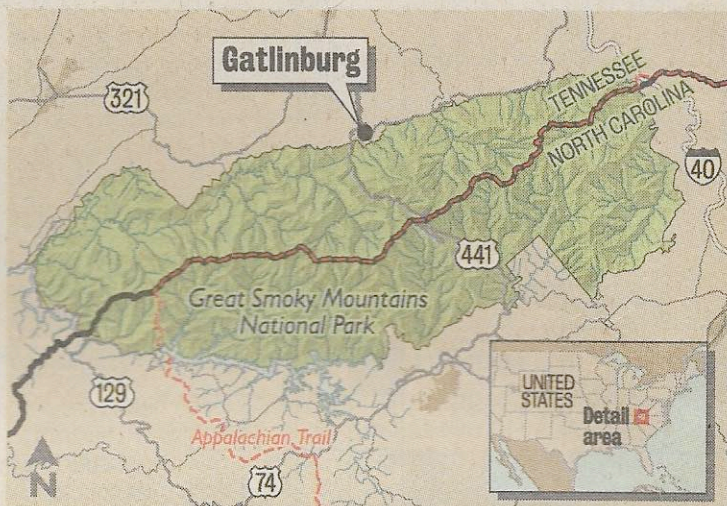 Gatlinburg
321
TENNESSEE
NORTH CAROLINA
40
441
Great Smoky Mountains
National Park
129
Appalachian Trail
74
N
UNITED
STATES
Detail
area